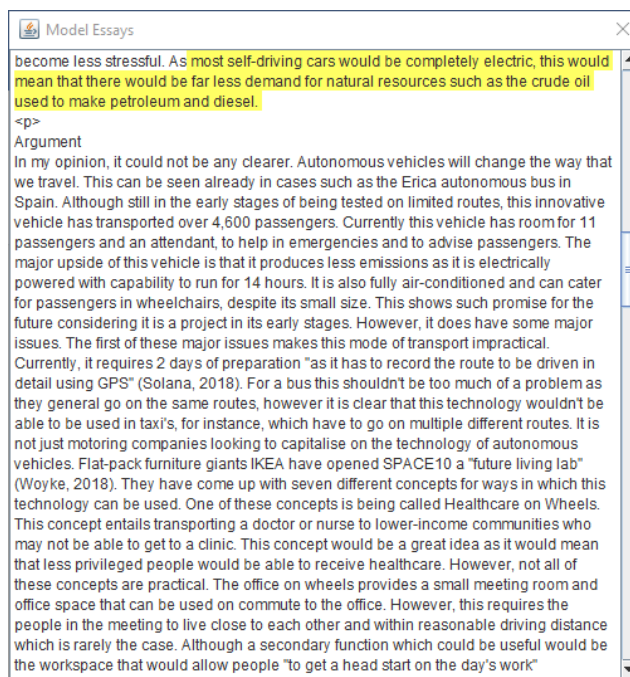 Model Essays
become less stressful. As most self-driving cars would be completely electric, this would
mean that there would be far less demand for natural resources such as the crude oil
used to make petroleum and diesel.
<p>
Argument
In my opinion, it could not be any clearer. Autonomous vehicles will change the way that
we travel. This can be seen already in cases such as the Erica autonomous bus in
Spain. Although still in the early stages of being tested on limited routes, this innovative
vehicle has transported over 4,600 passengers. Currently this vehicle has room for 11
passengers and an attendant, to help in emergencies and to advise passengers. The
major upside of this vehicle is that it produces less emissions as it is electrically
powered with capability to run for 14 hours. It is also fully air-conditioned and can cater
for passengers in wheelchairs, despite its small size. This shows such promise for the
future considering it is a project in its early stages. However, it does have some major
issues. The first of these major issues makes this mode of transport impractical.
Currently, it requires 2 days of preparation "as it has to record the route to be driven in
detail using GPS" (Solana, 2018). For a bus this shouldn't be too much of a problem as
they general go on the same routes, however it is clear that this technology wouldn't be
able to be used in taxi's, for instance, which have to go on multiple different routes. It is
not just motoring companies looking to capitalise on the technology of autonomous
vehicles. Flat-pack furniture giants IKEA have opened SPACE10 a "future living lab"
(Woyke, 2018). They have come up with seven different concepts for ways in which this
technology can be used. One of these concepts is being called Healthcare on Wheels.
This concept entails transporting a doctor or nurse to lower-income communities who
may not be able to get to a clinic. This concept would be a great idea as it would mean
that less privileged people would be able to receive healthcare. However, not all of
these concepts are practical. The office on wheels provides a small meeting room and
office space that can be used on commute to the office. However, this requires the
people in the meeting to live close to each other and within reasonable driving distance
which is rarely the case. Although a secondary function which could be useful would be
the workspace that would allow people "to get a head start on the day's work"